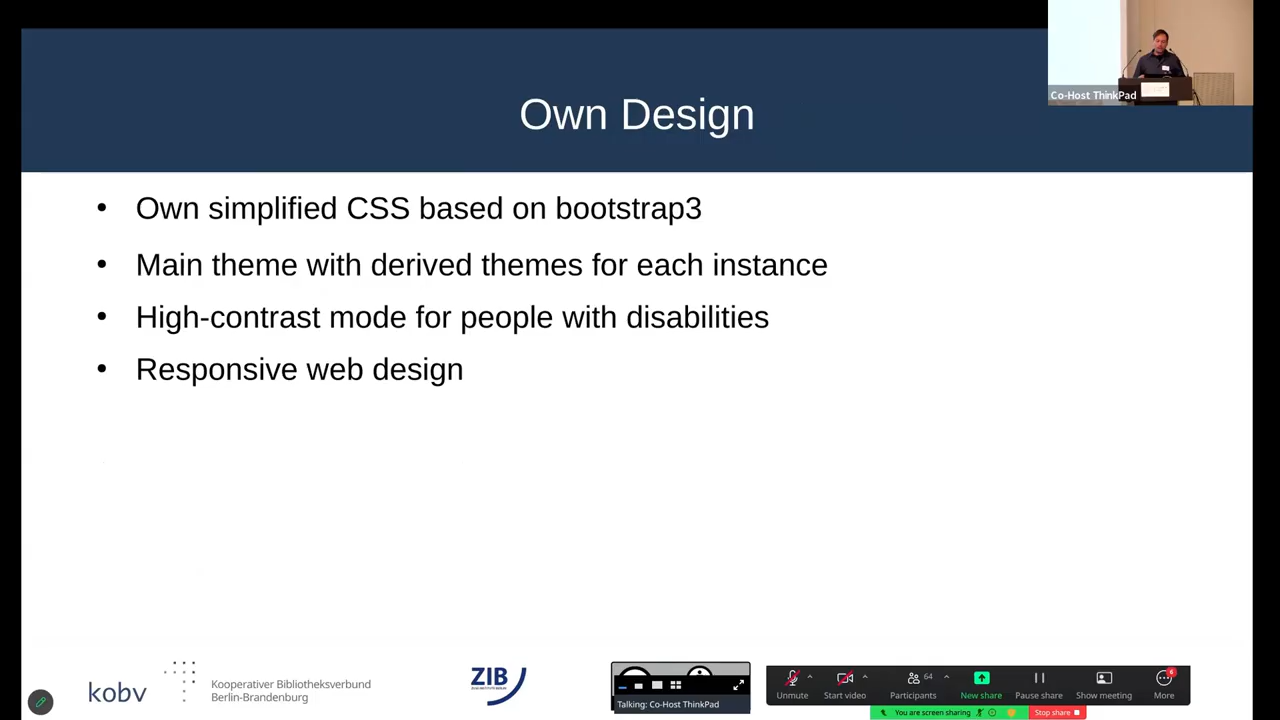 Own Design
Co-Host ThinkPad
• Own simplified CSS based on bootstrap3
• Main theme with derived themes for each instance
• High-contrast mode for people with disabilities
• Responsive web design
kobv
Kooperativer Bibliotheksverbund
Berlin-Brandenburg
ZIB
Talking: Co-Host ThinkPad
Unmute
Start video
64
Participants
New share
Pause share
Show meeting
6
More
You are screen sharing
Stop share